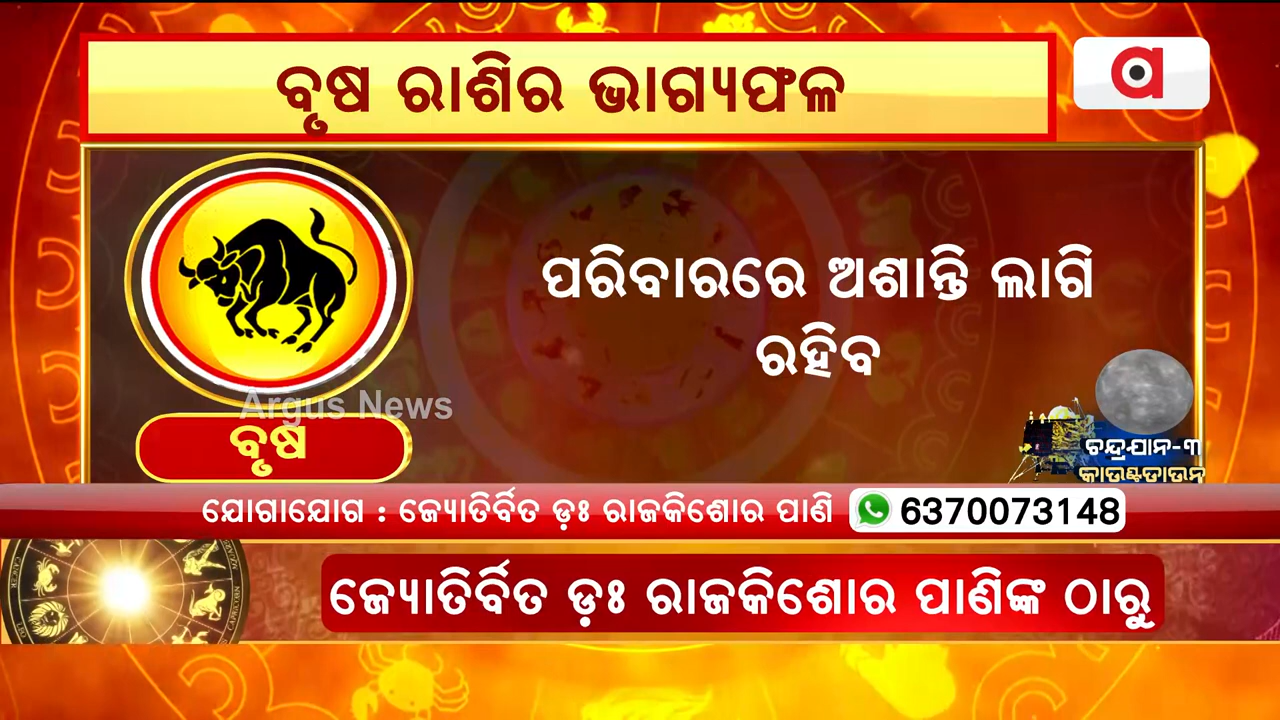 ବୃଷ ରାଶିର ଭାଗ୍ୟଫଳ
ପରିବାରରେ ଅଶାନ୍ତି ଲାଗି
ରହିବ
Argus News
ବୃଷ
ଚନ୍ଦ୍ରଯାନ-୩
କାଉଣ୍ଟଡାଉନ
ଯୋଗାଯୋଗ : ଜ୍ୟୋତିର୍ବିତ ଡ଼ଃ ରାଜକିଶୋର ପାଣି 6370073148
ଜ୍ୟୋତିର୍ବିତ ଡ଼ଃ ରାଜକିଶୋର ପାଣିଙ୍କ ଠାରୁ